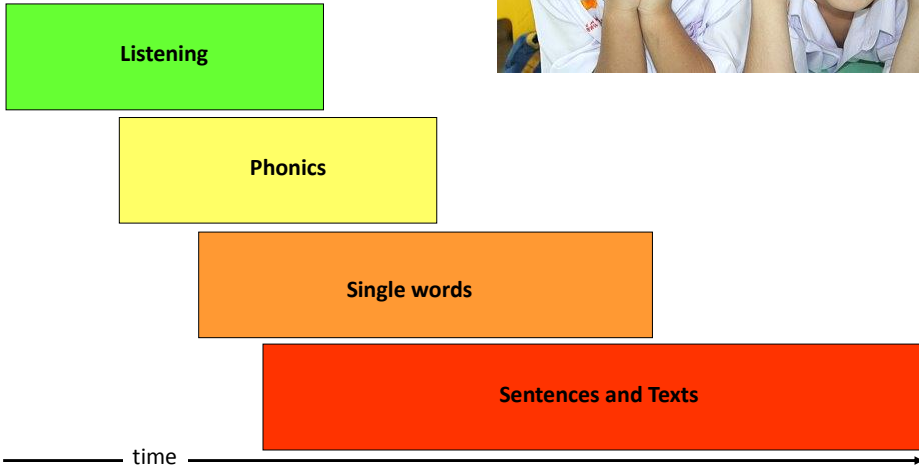 Listening
Phonics
Single words
Sentences and Texts
time